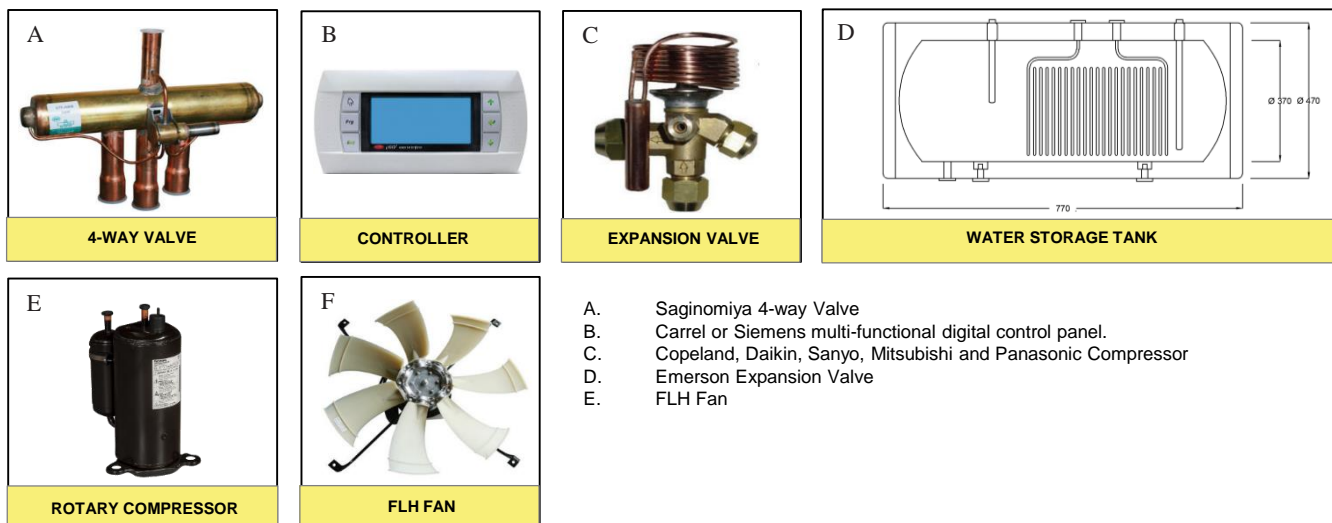 A
B
C
D
Prg
Ø 370 Ø 470
770
4-WAY VALVE
CONTROLLER
EXPANSION VALVE
WATER STORAGE TANK
E
F
ROTARY COMPRESSOR
FLH FAN
A. Saginomiya 4-way Valve
B. Carrel or Siemens multi-functional digital control panel.
C. Copeland, Daikin, Sanyo, Mitsubishi and Panasonic Compressor
D. Emerson Expansion Valve
E. FLH Fan